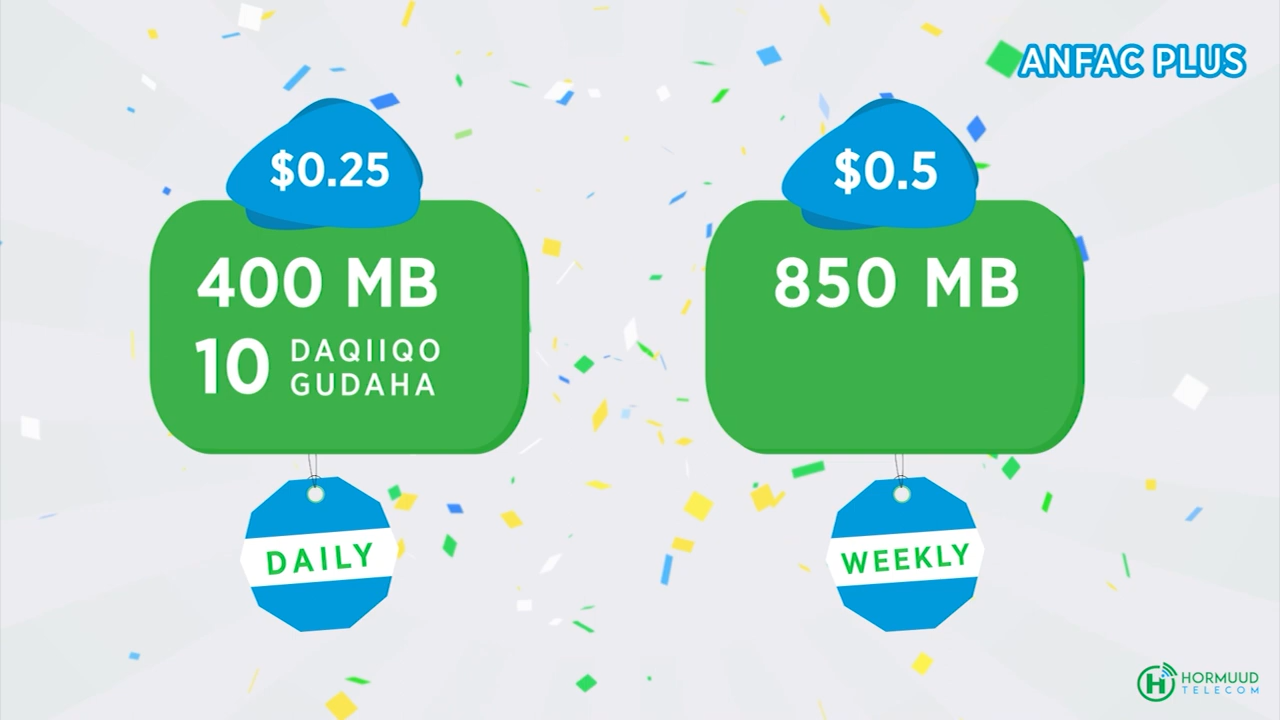 ANFAC PLUS
$0.25
400 MB
10 DAQIIQO
GUDAHA
DAILY
$0.5
850 MB
WEEKLY
HORMUUD
TELECOM